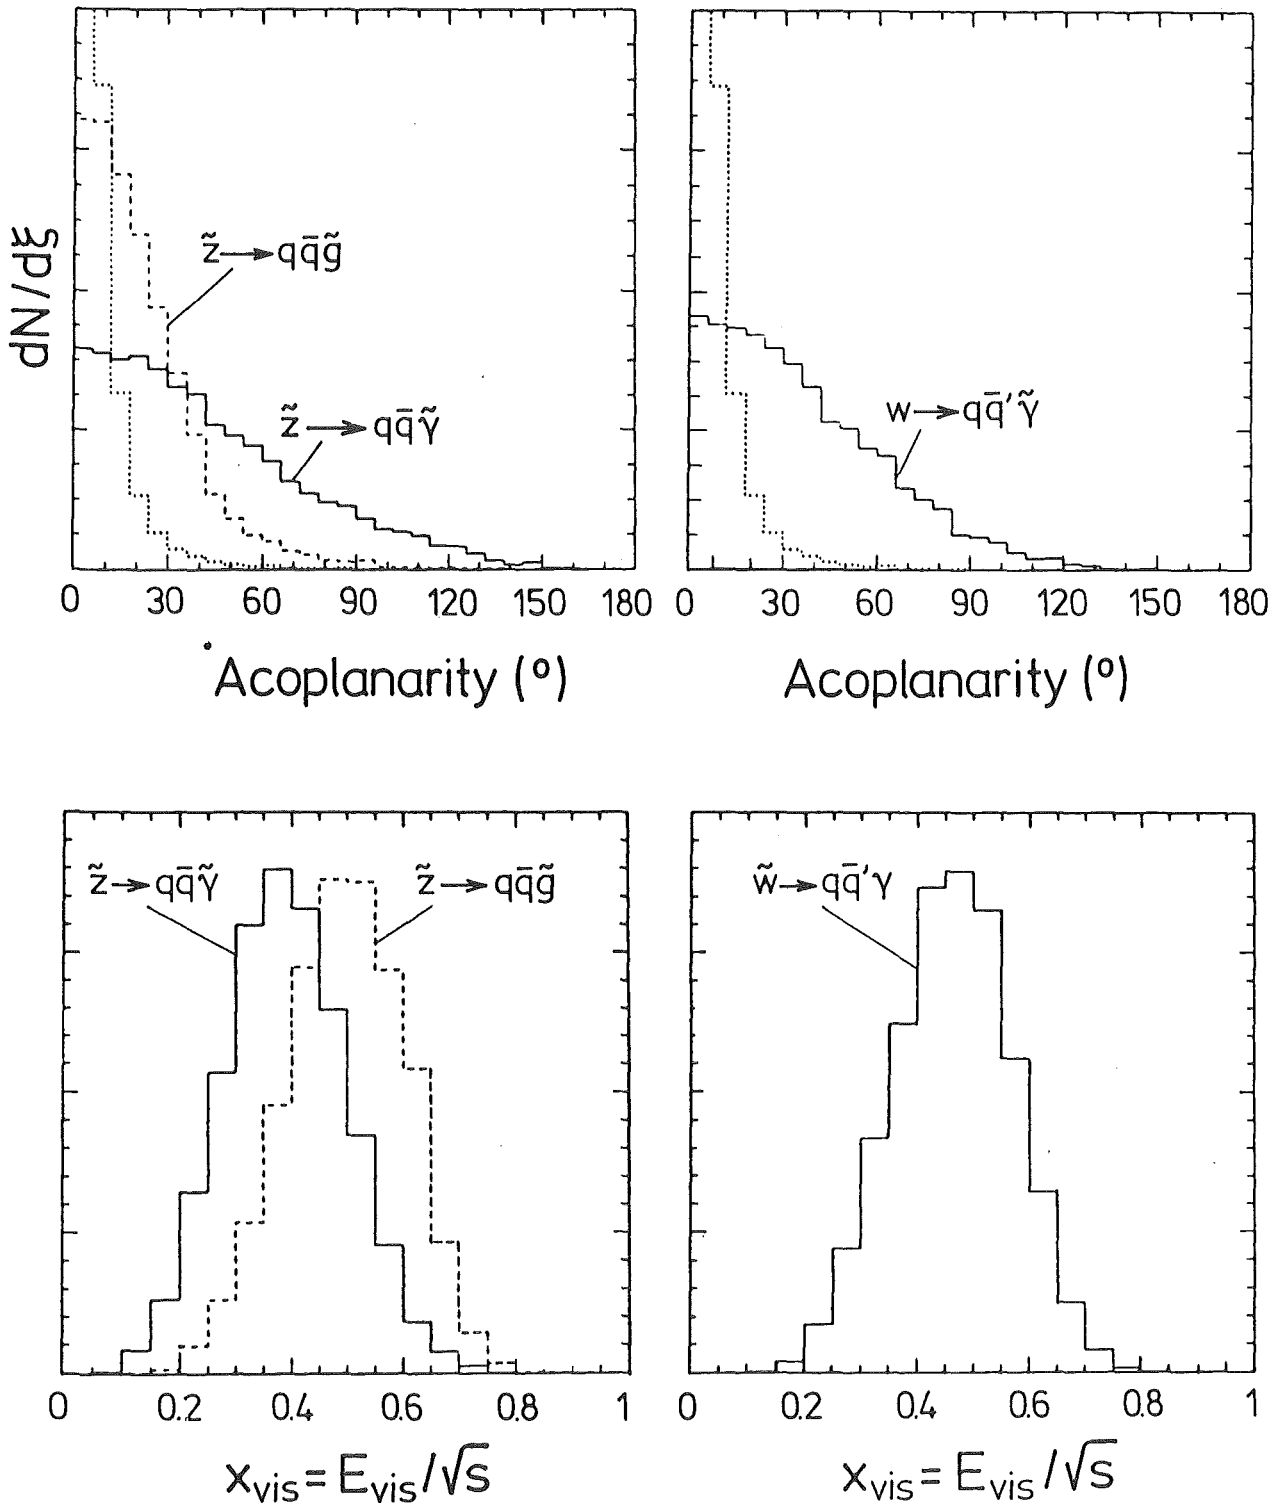 dN/dξ
z̃ → qq̄g̃
z̃ → qq̄γ̃
0 30 60 90 120 150 180
Acoplanarity (°)
w → qq̄'γ̃
0 30 60 90 120 150 180
Acoplanarity (°)
z̃ → qq̄γ̃
z̃ → qq̄g̃
0 0.2 0.4 0.6 0.8 1
x_vis = E_vis/√s
w̃ → qq̄'γ
0 0.2 0.4 0.6 0.8 1
x_vis = E_vis/√s